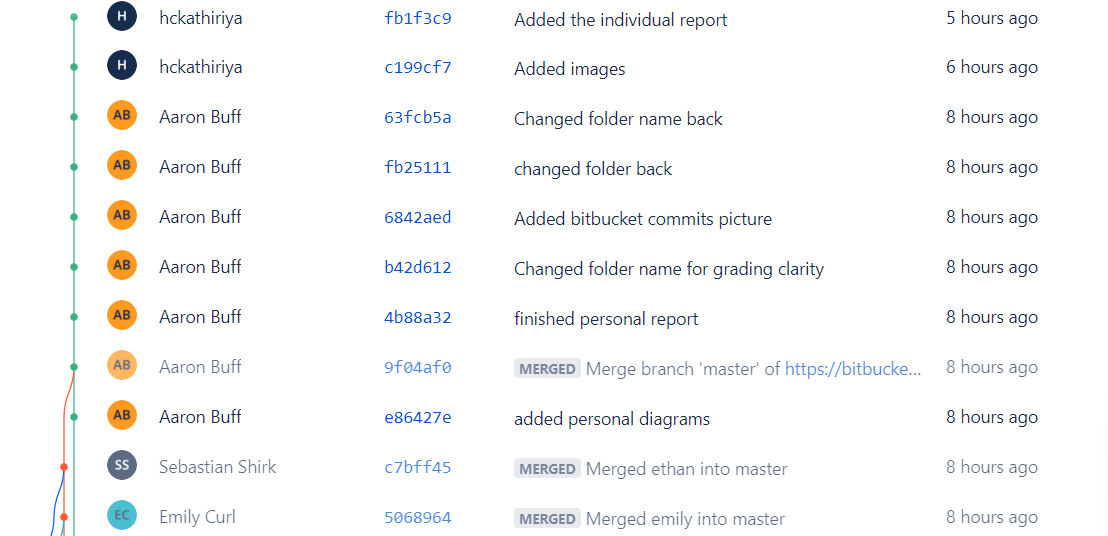 H hckathiriya fb1f3c9 Added the individual report 5 hours ago
H hckathiriya c199cf7 Added images 6 hours ago
AB Aaron Buff 63fcb5a Changed folder name back 8 hours ago
AB Aaron Buff fb25111 changed folder back 8 hours ago
AB Aaron Buff 6842aed Added bitbucket commits picture 8 hours ago
AB Aaron Buff b42d612 Changed folder name for grading clarity 8 hours ago
AB Aaron Buff 4b88a32 finished personal report 8 hours ago
AB Aaron Buff 9f04af0 MERGED Merge branch 'master' of https://bitbucke... 8 hours ago
AB Aaron Buff e86427e added personal diagrams 8 hours ago
SS Sebastian Shirk c7bff45 MERGED Merged ethan into master 8 hours ago
EC Emily Curl 5068964 MERGED Merged emily into master 8 hours ago